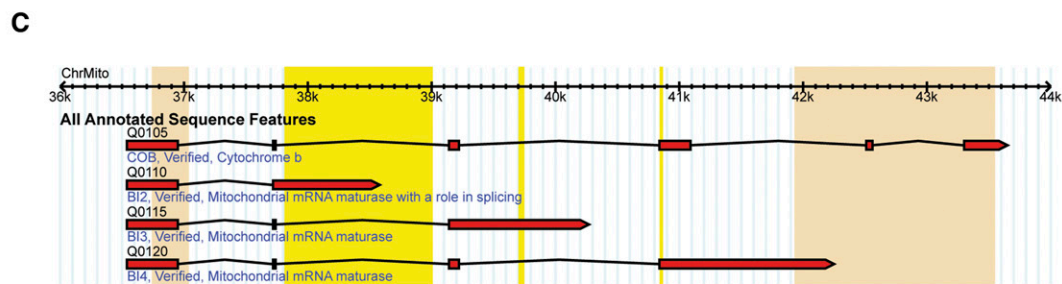 C
ChrMito
36k 37k 38k 39k 40k 41k 42k 43k 44k
All Annotated Sequence Features
Q0105
COB, Verified, Cytochrome b
Q0110
BI2, Verified, Mitochondrial mRNA maturase with a role in splicing
Q0115
BI3, Verified, Mitochondrial mRNA maturase
Q0120
BI4, Verified, Mitochondrial mRNA maturase